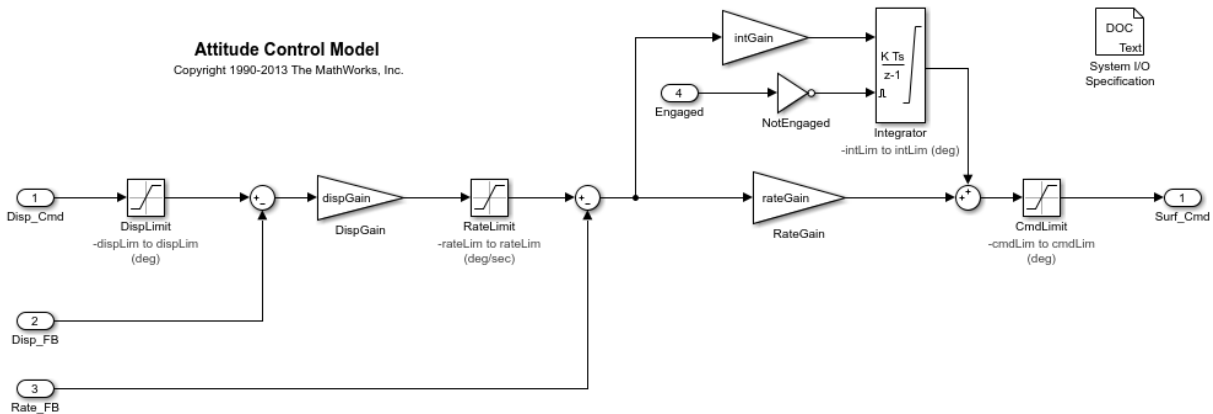 Attitude Control Model
Copyright 1990-2013 The MathWorks, Inc.
intGain
K Ts
z-1
Integrator
-intLim to intLim (deg)
DOC
Text
System I/O
Specification
4
Engaged
NotEngaged
1
Disp_Cmd
DispLimit
-dispLim to dispLim
(deg)
+
−
dispGain
DispGain
RateLimit
-rateLim to rateLim
(deg/sec)
+
−
rateGain
RateGain
+
+
CmdLimit
-cmdLim to cmdLim
(deg)
1
Surf_Cmd
2
Disp_FB
3
Rate_FB